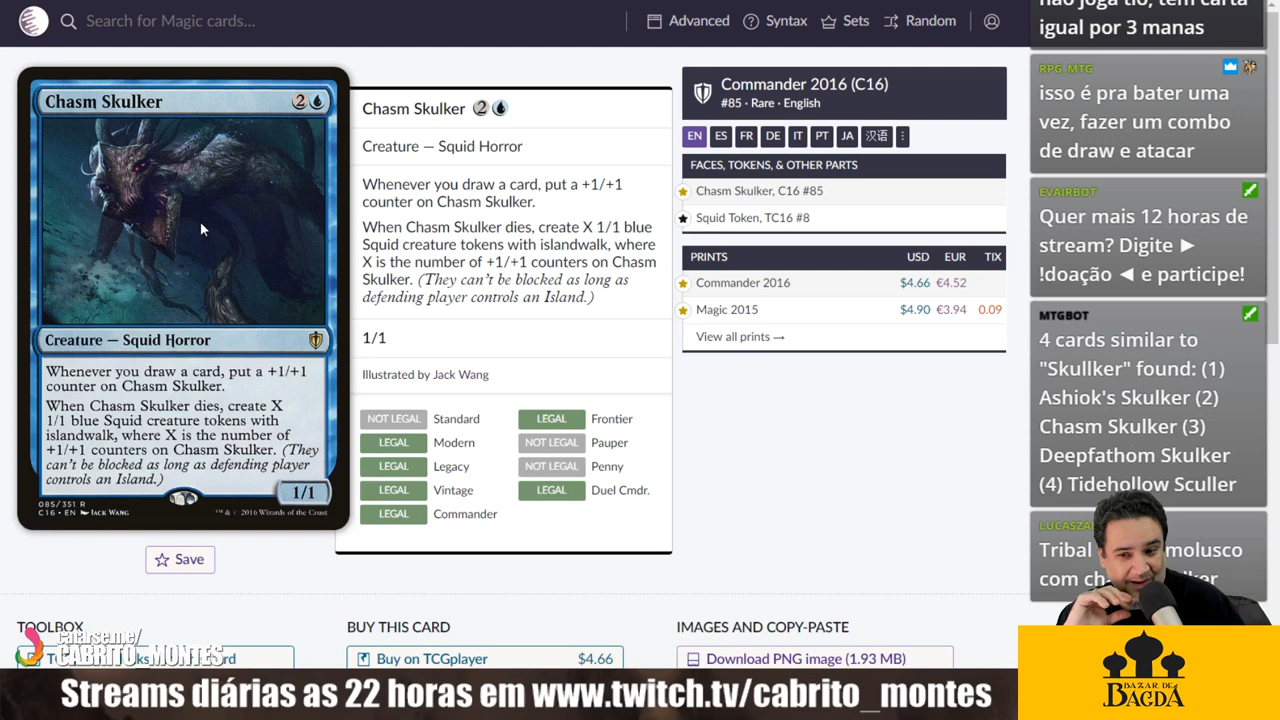 Search for Magic cards...
Advanced
Syntax
Sets
Random
Chasm Skulker 2
Creature — Squid Horror
Whenever you draw a card, put a +1/+1
counter on Chasm Skulker.
When Chasm Skulker dies, create X
1/1 blue Squid creature tokens with
islandwalk, where X is the number of
+1/+1 counters on Chasm Skulker. (They
can't be blocked as long as defending player
controls an Island.)
1/1
085/351 R
C16 • EN JACK WANG
™ & © 2016 Wizards of the Coast
Save
Chasm Skulker 2
Creature — Squid Horror
Whenever you draw a card, put a +1/+1
counter on Chasm Skulker.
When Chasm Skulker dies, create X 1/1 blue
Squid creature tokens with islandwalk, where
X is the number of +1/+1 counters on Chasm
Skulker. (They can't be blocked as long as
defending player controls an Island.)
1/1
Illustrated by Jack Wang
NOT LEGAL Standard LEGAL Frontier
LEGAL Modern NOT LEGAL Pauper
LEGAL Legacy NOT LEGAL Penny
LEGAL Vintage LEGAL Duel Cmdr.
LEGAL Commander
Commander 2016 (C16)
#85 · Rare · English
EN ES FR DE IT PT JA 汉语
FACES, TOKENS, & OTHER PARTS
Chasm Skulker, C16 #85
Squid Token, TC16 #8
PRINTS USD EUR TIX
Commander 2016 $4.66 €4.52
Magic 2015 $4.90 €3.94 0.09
View all prints →
TOOLBOX
BUY THIS CARD
Buy on TCGplayer $4.66
IMAGES AND COPY-PASTE
Download PNG image (1.93 MB)
catarse.me/
CABRITO_MONTES
não joga tio, tem carta
igual por 3 manas
RPG_MTG
isso é pra bater uma
vez, fazer um combo
de draw e atacar
EVAIRBOT
Quer mais 12 horas de
stream? Digite ►
!doação ◄ e participe!
MTGBOT
4 cards similar to
"Skullker" found: (1)
Ashiok's Skulker (2)
Chasm Skulker (3)
Deepfathom Skulker
(4) Tidehollow Sculler
Tribal molusco
com
BAZAR DE
BAGDÁ
Streams diárias as 22 horas em www.twitch.tv/cabrito_montes